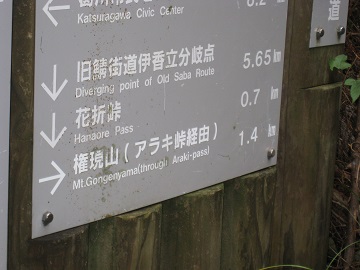 Katsuragawa Civic Center
旧鯖街道伊香立分岐点 5.65 km
Diverging point of Old Saba Route
花折峠 0.7 km
Hanaore Pass
権現山(アラキ峠経由) 1.4 km
Mt.Gongenyama(through Araki-pass)
道